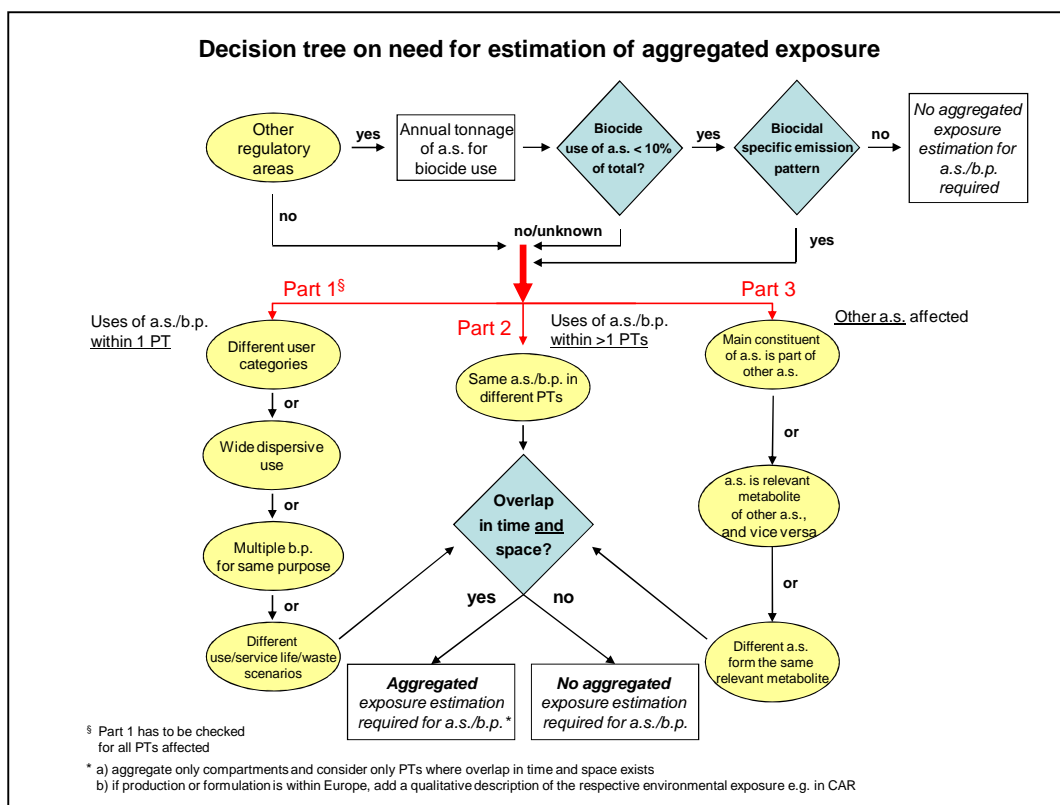 Decision tree on need for estimation of aggregated exposure
Other
regulatory
areas
yes
Annual tonnage
of a.s. for
biocide use
Biocide
use of a.s. < 10%
of total?
yes
Biocidal
specific emission
pattern
no
No aggregated
exposure
estimation for
a.s./b.p.
required
no
no/unknown
yes
Part 1§
Part 2
Part 3
Uses of a.s./b.p.
within 1 PT
Uses of a.s./b.p.
within >1 PTs
Other a.s. affected
Different user
categories
or
Wide dispersive
use
or
Multiple b.p.
for same purpose
or
Different
use/service life/waste
scenarios
Same a.s./b.p. in
different PTs
Overlap
in time and
space?
yes
no
Main constituent
of a.s. is part of
other a.s.
or
a.s. is relevant
metabolite
of other a.s.,
and vice versa
or
Different a.s.
form the same
relevant metabolite
Aggregated
exposure estimation
required for a.s./b.p.*
No aggregated
exposure estimation
required for a.s./b.p.
§ Part 1 has to be checked
for all PTs affected
* a) aggregate only compartments and consider only PTs where overlap in time and space exists
b) if production or formulation is within Europe, add a qualitative description of the respective environmental exposure e.g. in CAR